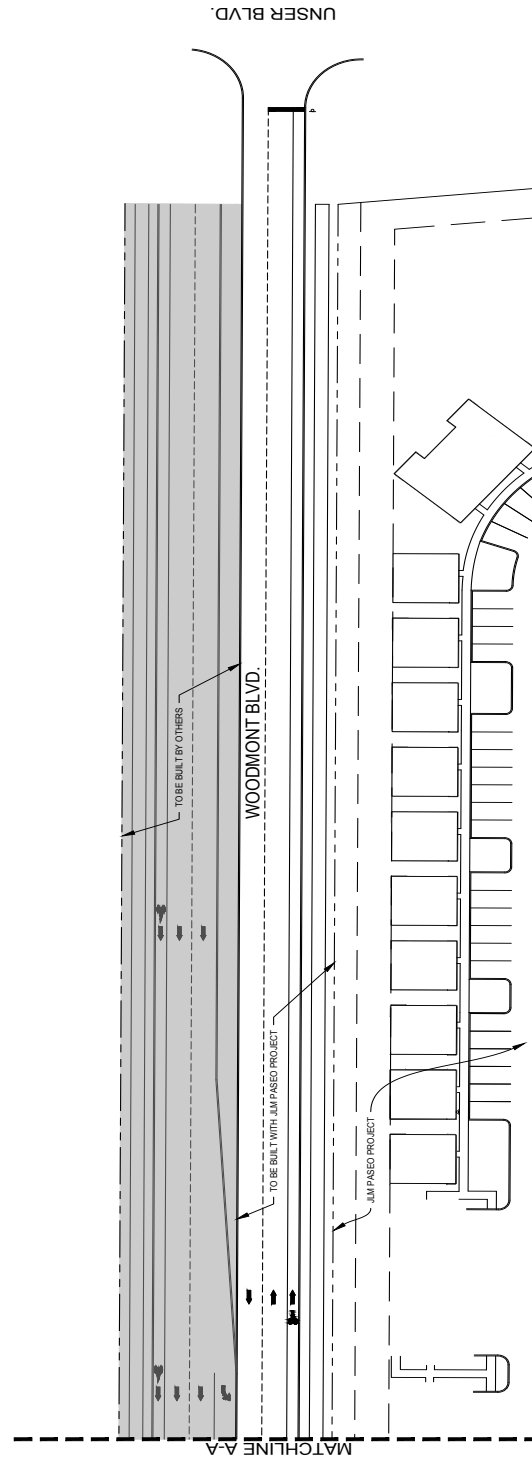 UNSER BLVD.
TO BE BUILT BY OTHERS
WOODMONT BLVD.
TO BE BUILT WITH JLM PASEO PROJECT
JLM PASEO PROJECT
MATCHLINE A-A